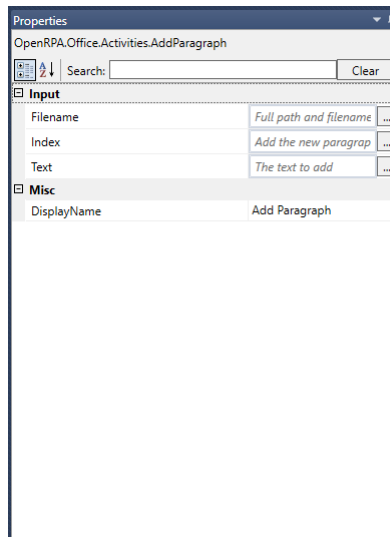 Properties
OpenRPA.Office.Activities.AddParagraph
Search: Clear
Input
Filename Full path and filename ...
Index Add the new paragrap ...
Text The text to add ...
Misc
DisplayName Add Paragraph